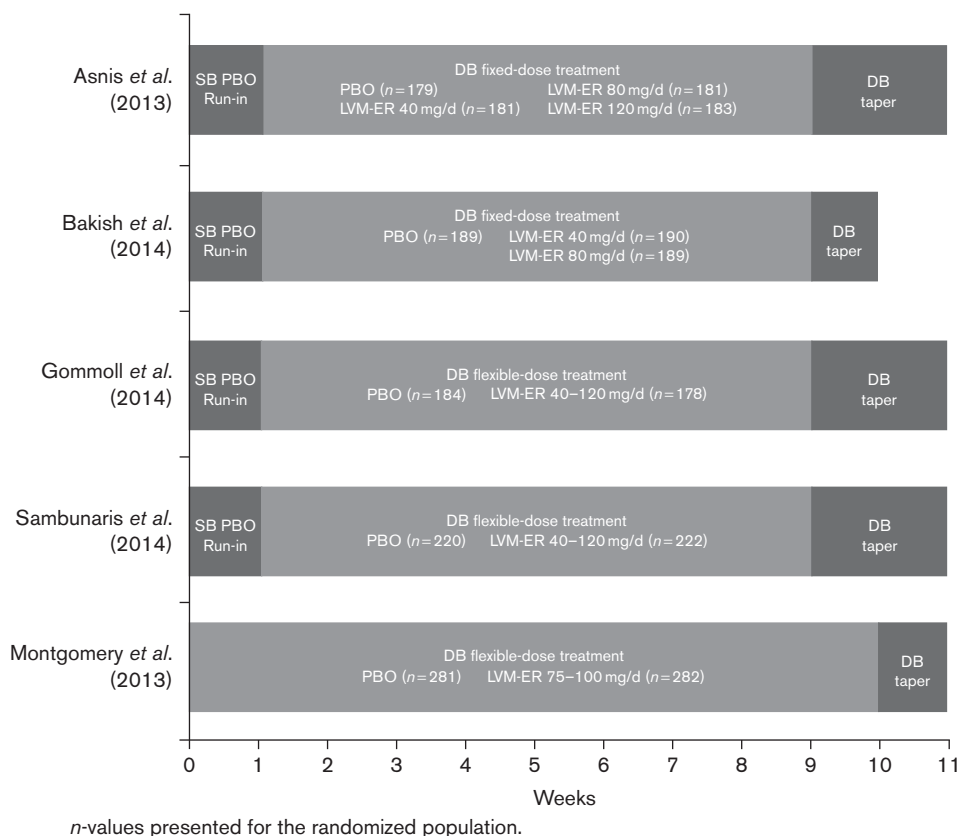 Asnis et al.
(2013)
SB PBO
Run-in
DB fixed-dose treatment
PBO (n=179) LVM-ER 80 mg/d (n=181)
LVM-ER 40 mg/d (n=181) LVM-ER 120 mg/d (n=183)
DB
taper
Bakish et al.
(2014)
SB PBO
Run-in
DB fixed-dose treatment
PBO (n=189) LVM-ER 40 mg/d (n=190)
LVM-ER 80 mg/d (n=189)
DB
taper
Gommoll et al.
(2014)
SB PBO
Run-in
DB flexible-dose treatment
PBO (n=184) LVM-ER 40–120 mg/d (n=178)
DB
taper
Sambunaris et al.
(2014)
SB PBO
Run-in
DB flexible-dose treatment
PBO (n=220) LVM-ER 40–120 mg/d (n=222)
DB
taper
Montgomery et al.
(2013)
DB flexible-dose treatment
PBO (n=281) LVM-ER 75–100 mg/d (n=282)
DB
taper
0 1 2 3 4 5 6 7 8 9 10 11
Weeks
n-values presented for the randomized population.